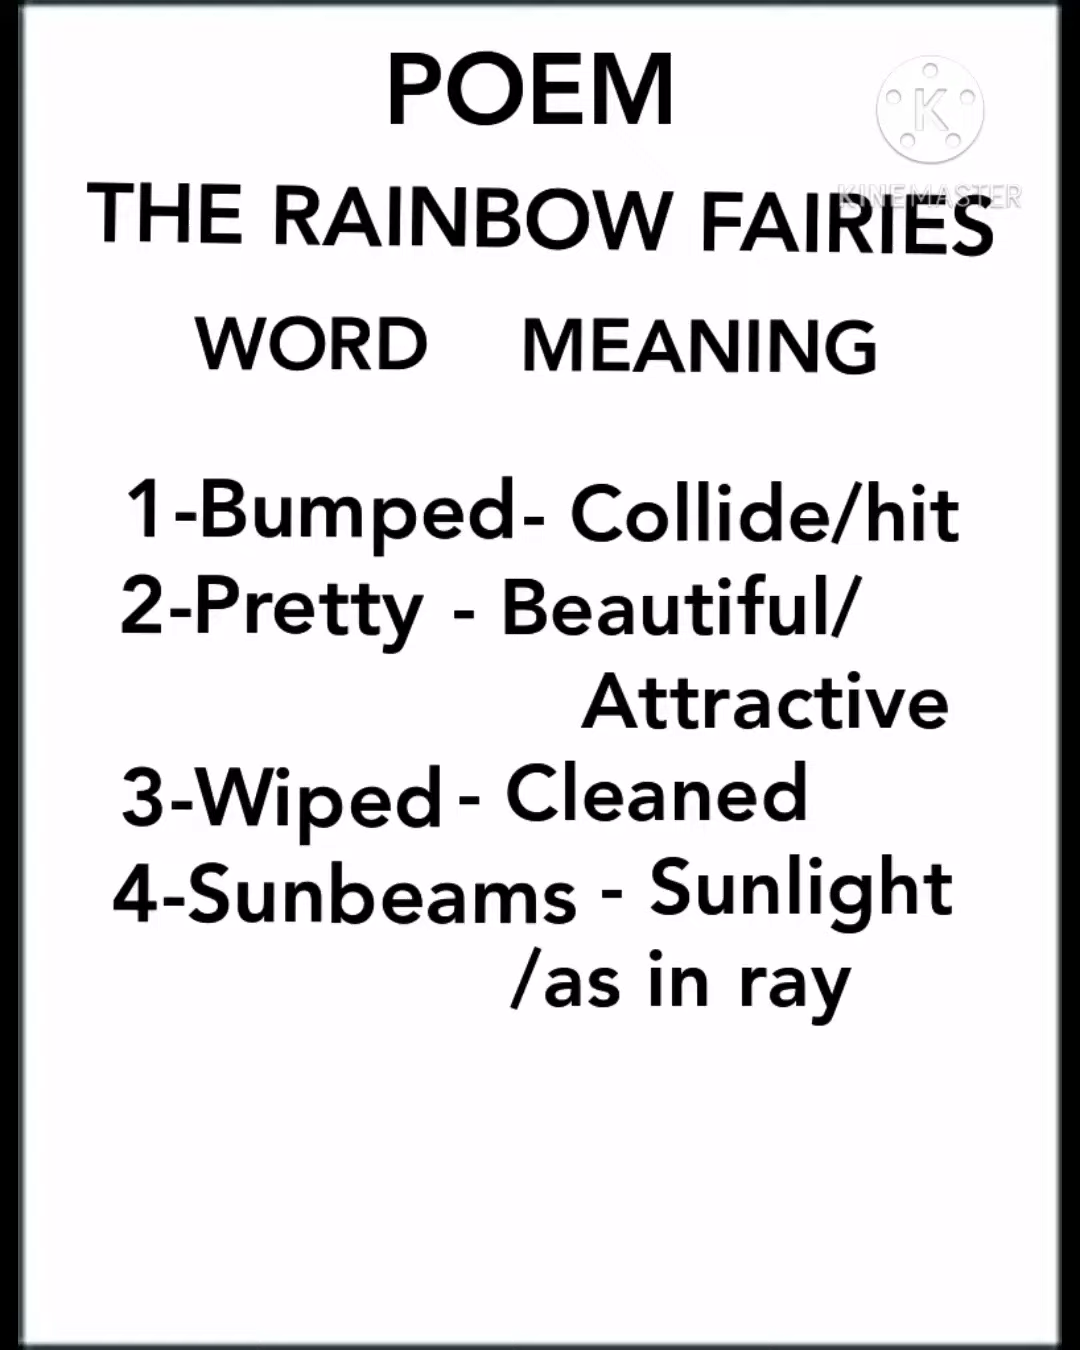 POEM
K
KINEMASTER
THE RAINBOW FAIRIES
WORD MEANING
1-Bumped- Collide/hit
2-Pretty - Beautiful/
Attractive
3-Wiped - Cleaned
4-Sunbeams - Sunlight
/as in ray